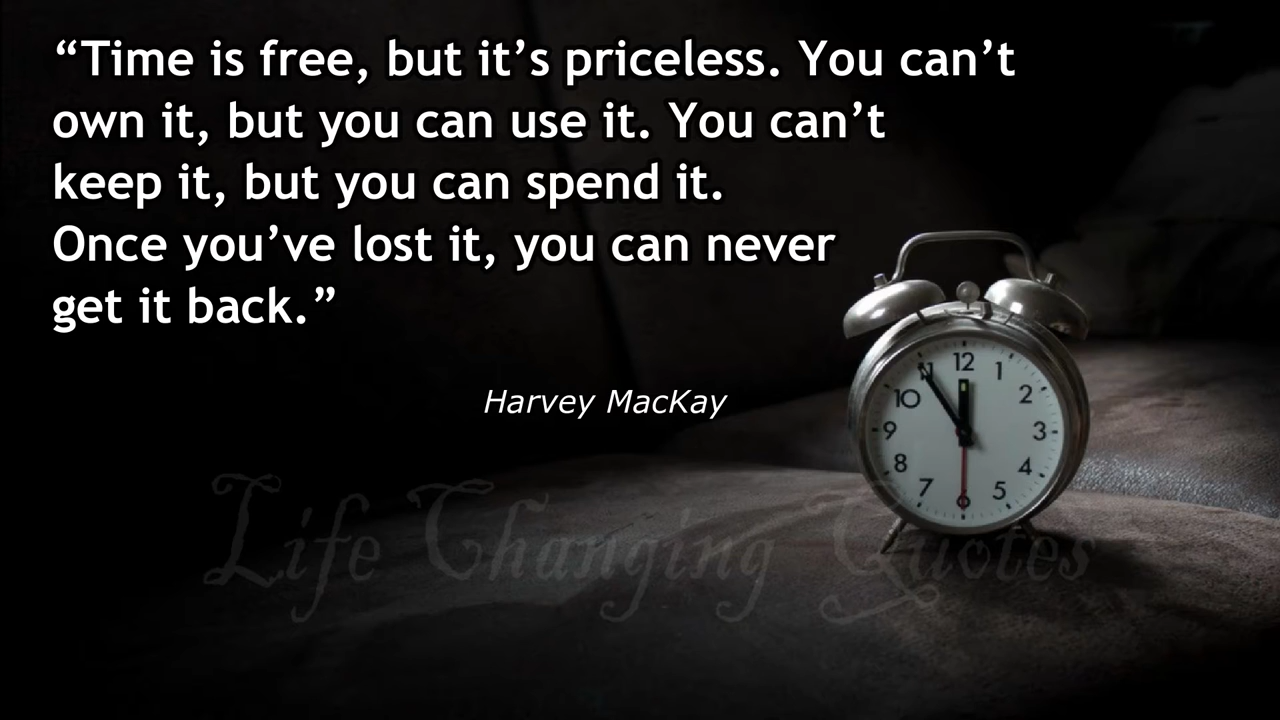 “Time is free, but it’s priceless. You can’t
own it, but you can use it. You can’t
keep it, but you can spend it.
Once you’ve lost it, you can never
get it back.”
Harvey MacKay
12
11
1
10
2
9
3
8
4
7
5
6
Life Changing Quotes